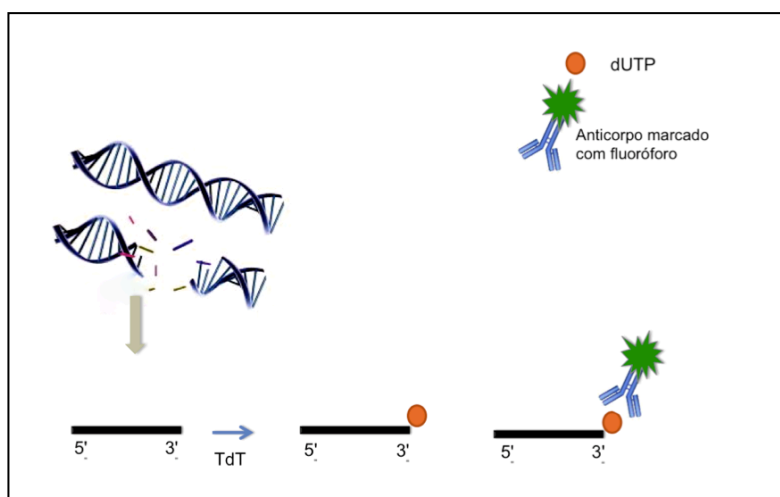 dUTP
Anticorpo marcado
com fluoróforo
5' 3' TdT 3' 5' 3'
5'